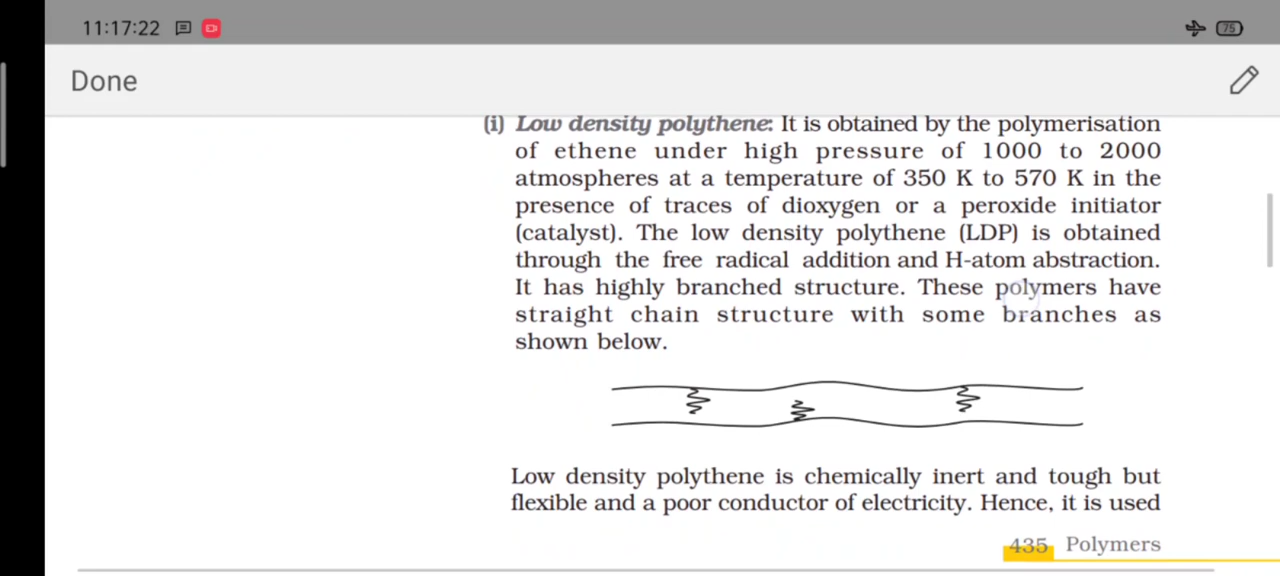 11:17:22
75
Done
(i) Low density polythene: It is obtained by the polymerisation
of ethene under high pressure of 1000 to 2000
atmospheres at a temperature of 350 K to 570 K in the
presence of traces of dioxygen or a peroxide initiator
(catalyst). The low density polythene (LDP) is obtained
through the free radical addition and H-atom abstraction.
It has highly branched structure. These polymers have
straight chain structure with some branches as
shown below.
Low density polythene is chemically inert and tough but
flexible and a poor conductor of electricity. Hence, it is used
435 Polymers